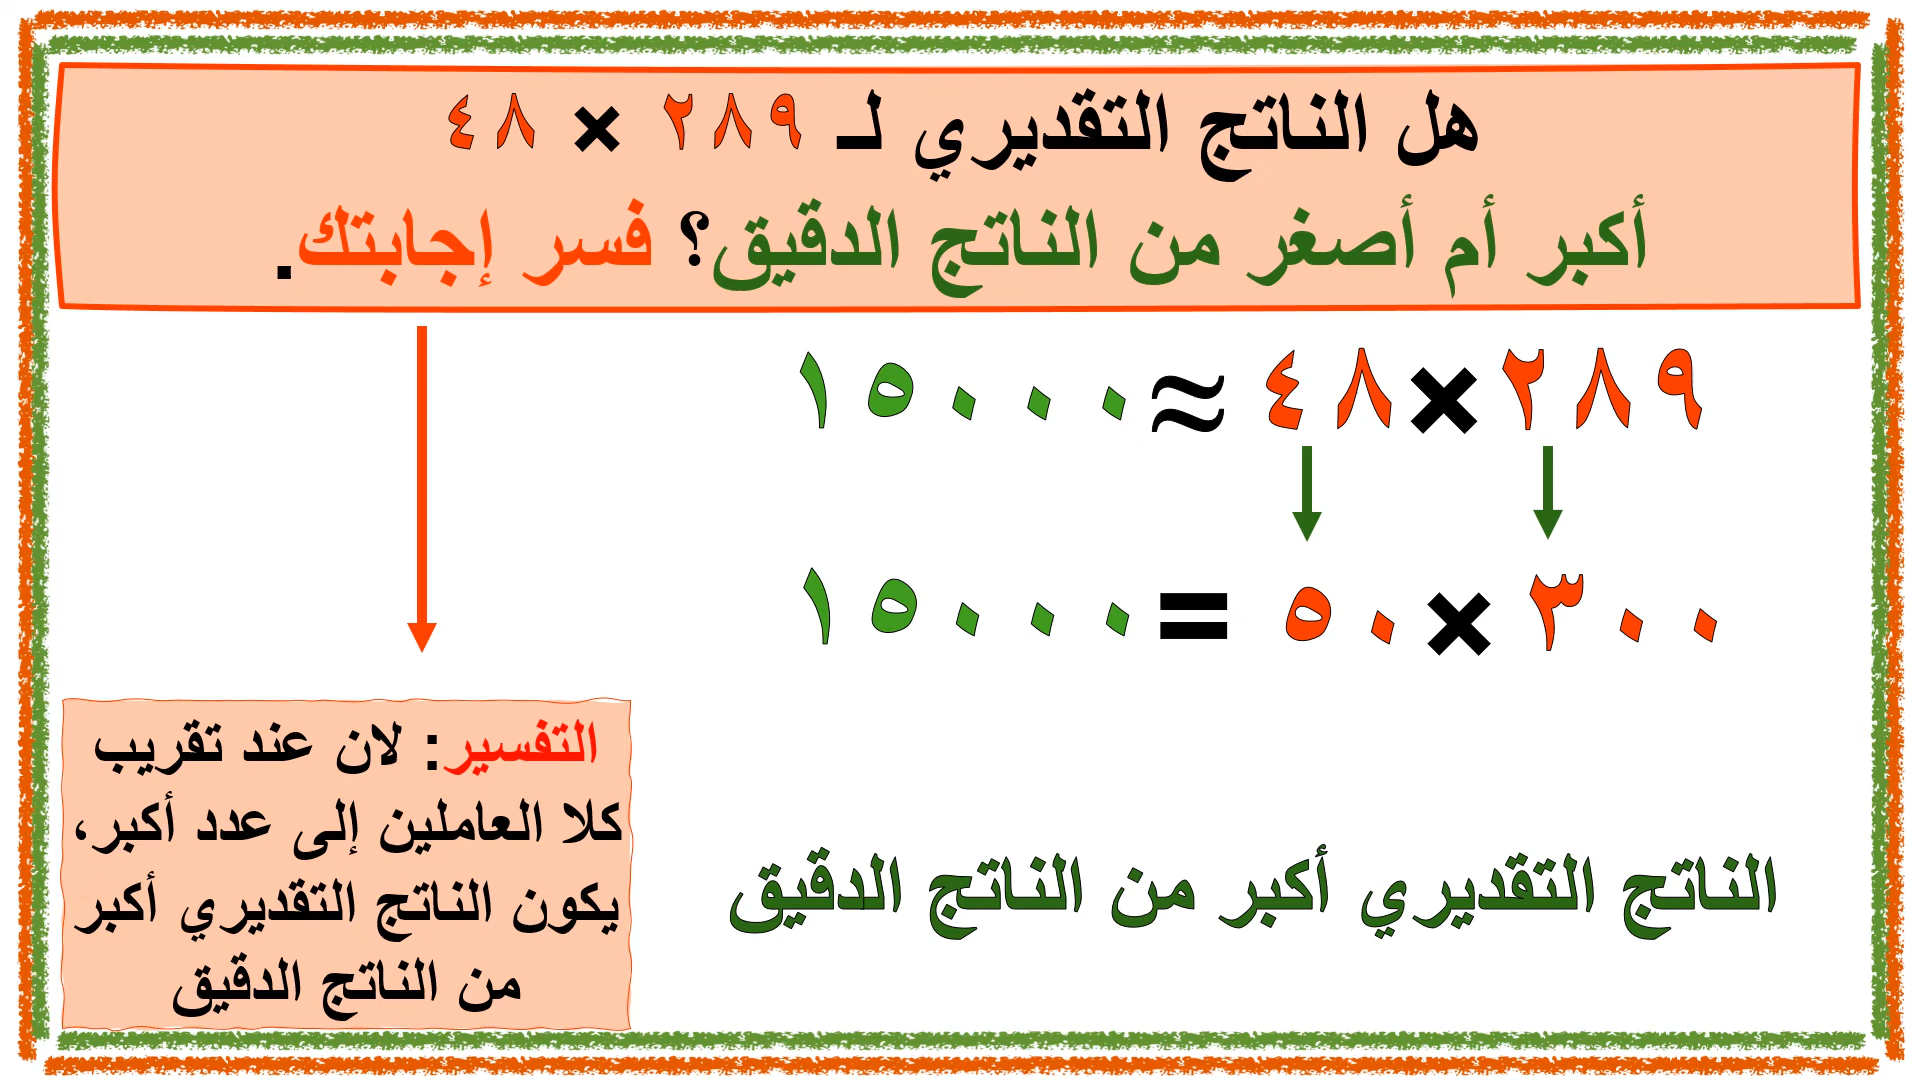 هل الناتج التقديري لـ ٢٨٩ × ٤٨
أكبر أم أصغر من الناتج الدقيق؟ فسر إجابتك.
٢٨٩ × ٤٨ ≈ ١٥٠٠٠
٣٠٠ × ٥٠ = ١٥٠٠٠
الناتج التقديري أكبر من الناتج الدقيق
التفسير: لان عند تقريب
كلا العاملين إلى عدد أكبر،
يكون الناتج التقديري أكبر
من الناتج الدقيق